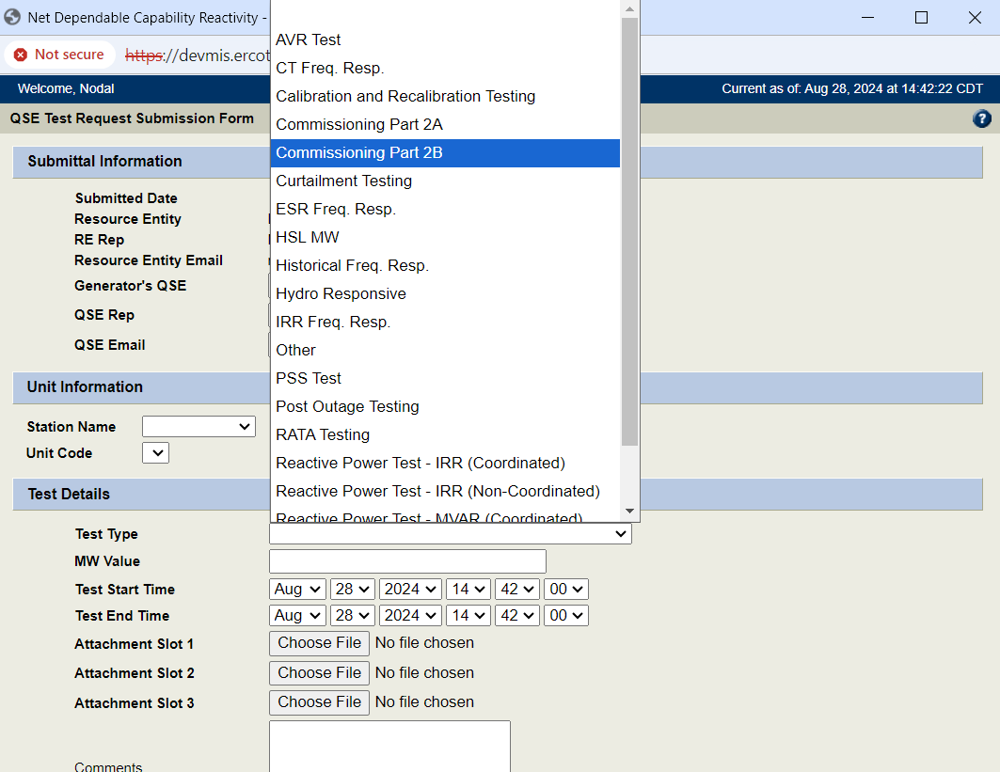 Net Dependable Capability Reactivity -
Not secure
https://devmis.ercot
Welcome, Nodal
Current as of: Aug 28, 2024 at 14:42:22 CDT
QSE Test Request Submission Form
?
Submittal Information
Submitted Date
Resource Entity
RE Rep
Resource Entity Email
Generator's QSE
QSE Rep
QSE Email
Unit Information
Station Name
Unit Code
Test Details
AVR Test
CT Freq. Resp.
Calibration and Recalibration Testing
Commissioning Part 2A
Commissioning Part 2B
Curtailment Testing
ESR Freq. Resp.
HSL MW
Historical Freq. Resp.
Hydro Responsive
IRR Freq. Resp.
Other
PSS Test
Post Outage Testing
RATA Testing
Reactive Power Test - IRR (Coordinated)
Reactive Power Test - IRR (Non-Coordinated)
Reactive Power Test - MVAR (Coordinated)
Test Type
MW Value
Test Start Time Aug 28 2024 14 42 00
Test End Time Aug 28 2024 14 42 00
Attachment Slot 1 Choose File No file chosen
Attachment Slot 2 Choose File No file chosen
Attachment Slot 3 Choose File No file chosen
Comments